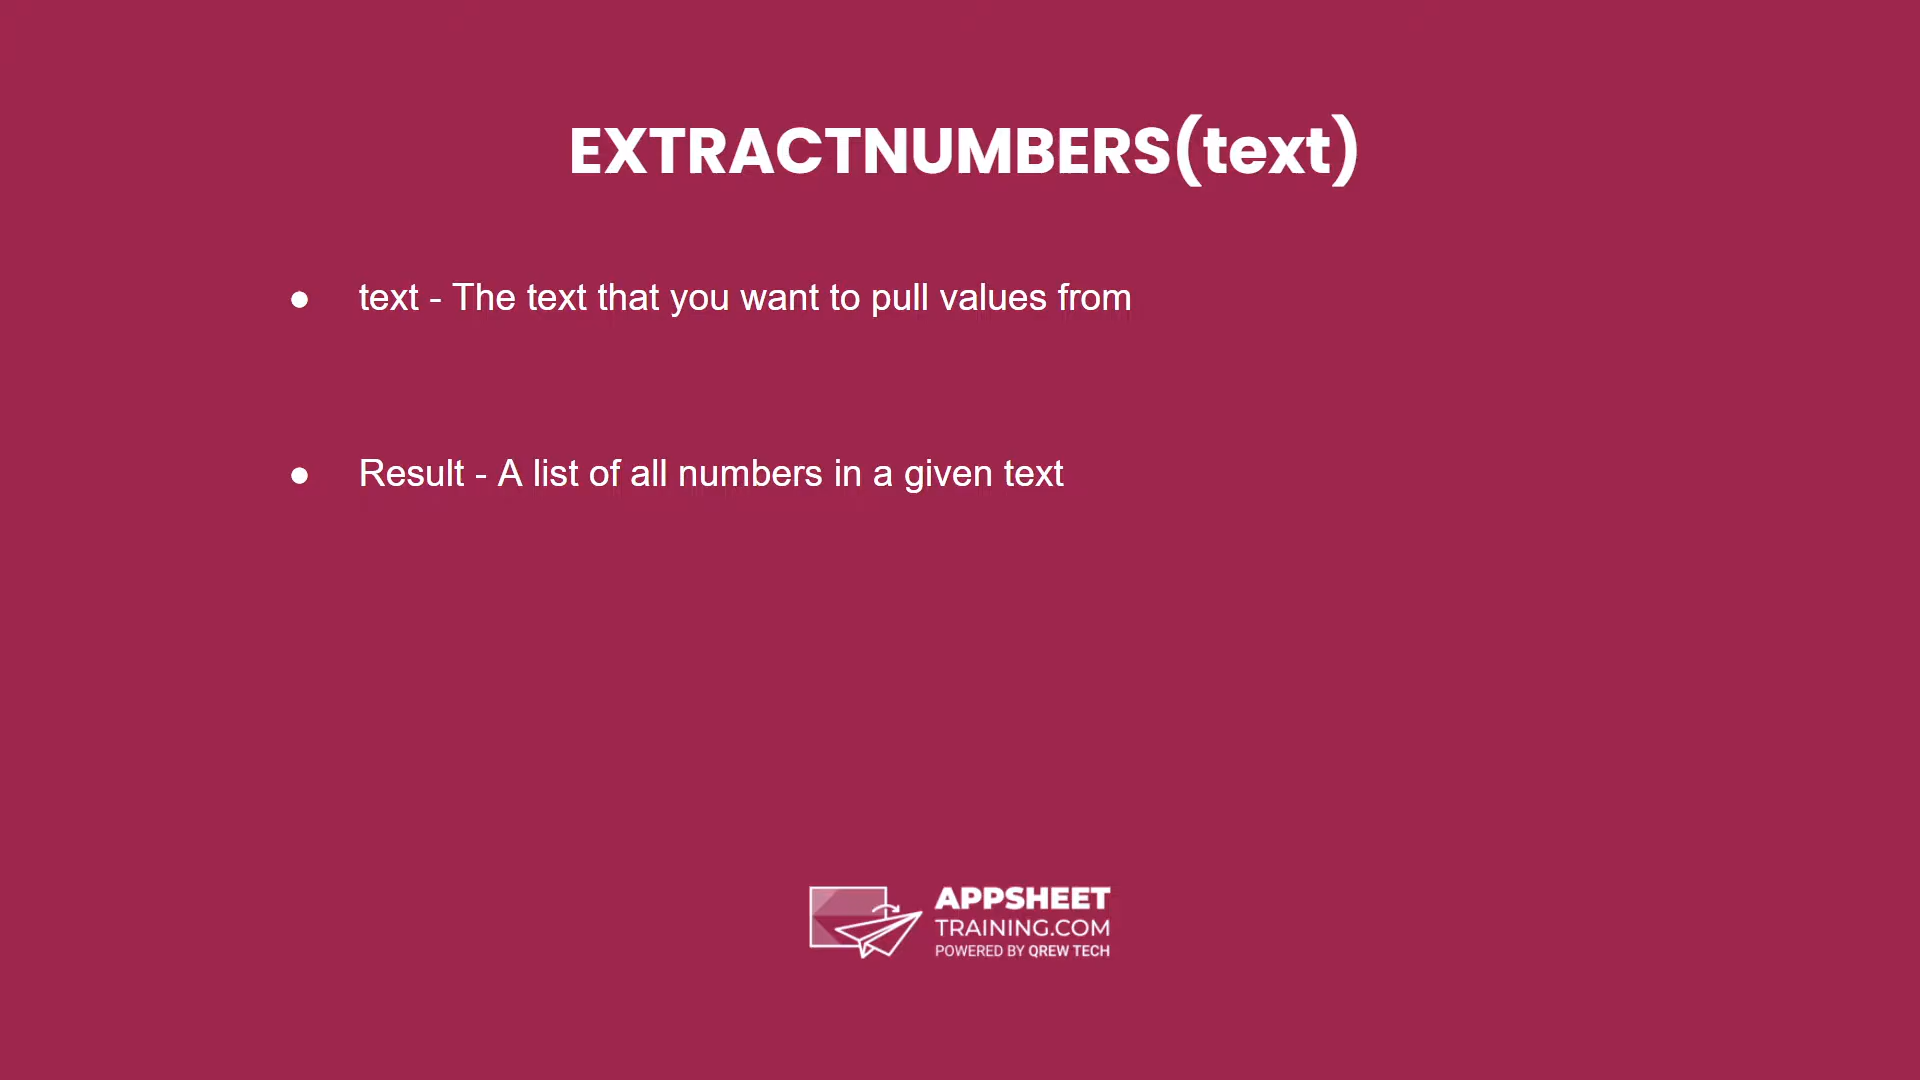 EXTRACTNUMBERS(text)
● text - The text that you want to pull values from
● Result - A list of all numbers in a given text
APPSHEET
TRAINING.COM
POWERED BY QREW TECH